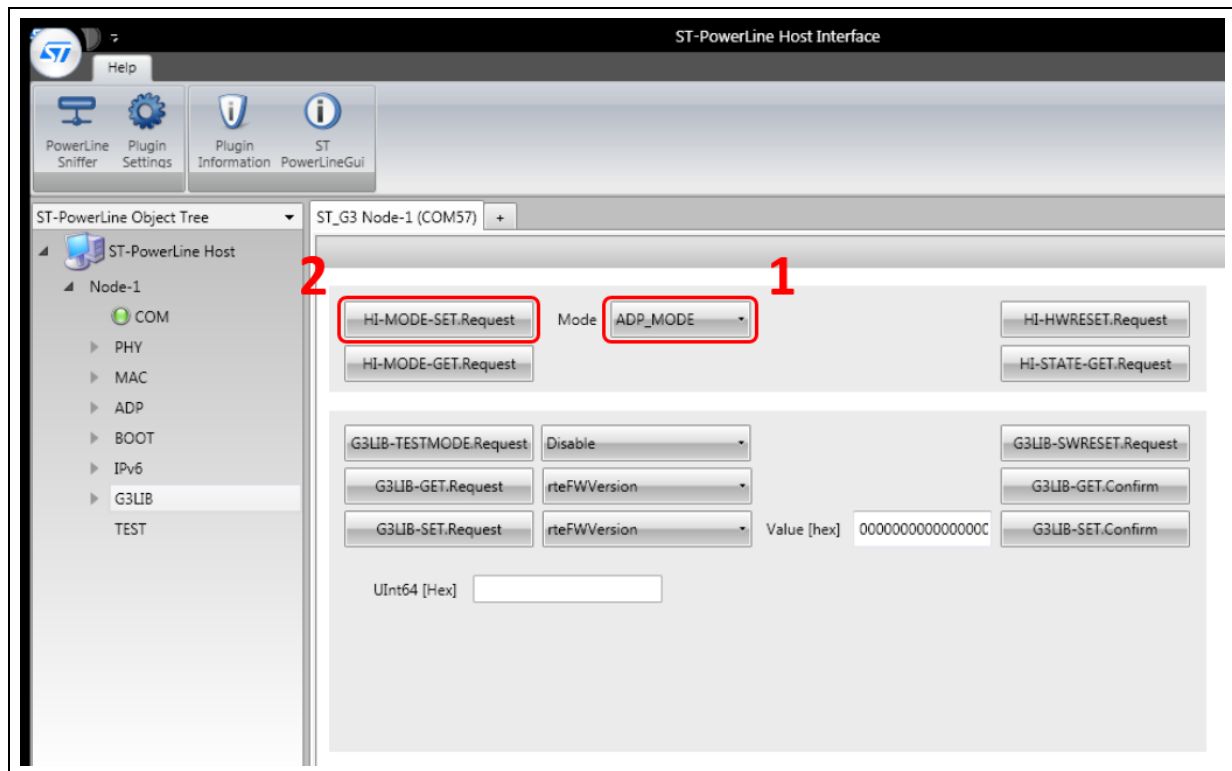 ST-PowerLine Host Interface
ST
Help
PowerLine Sniffer
Plugin Settings
Plugin Information
ST PowerLineGui
ST-PowerLine Object Tree
ST_G3 Node-1 (COM57) +
ST-PowerLine Host
Node-1
COM
PHY
MAC
ADP
BOOT
IPv6
G3LIB
TEST
2 1
HI-MODE-SET.Request Mode ADP_MODE HI-HWRESET.Request
HI-MODE-GET.Request HI-STATE-GET.Request
G3LIB-TESTMODE.Request Disable G3LIB-SWRESET.Request
G3LIB-GET.Request rteFWVersion G3LIB-GET.Confirm
G3LIB-SET.Request rteFWVersion Value [hex] 000000000000000C G3LIB-SET.Confirm
UInt64 [Hex]